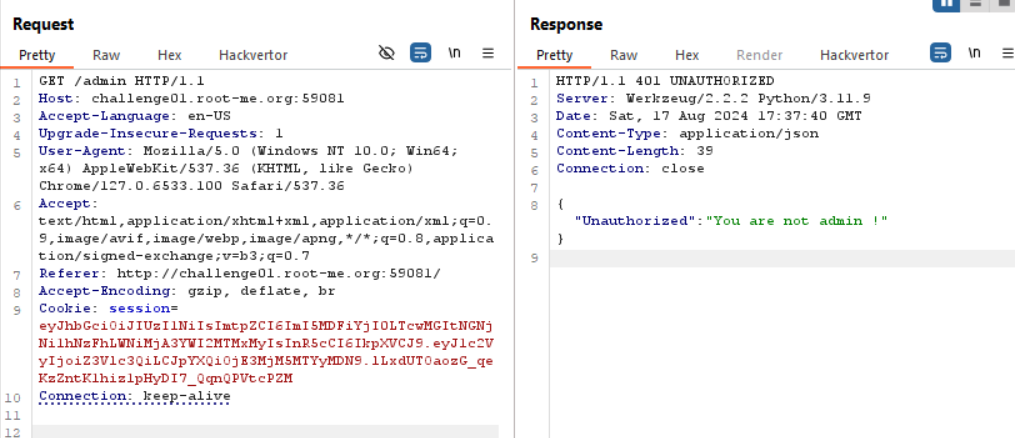 Request
Pretty Raw Hex Hackvertor \n
1 GET /admin HTTP/1.1
2 Host: challenge01.root-me.org:59081
3 Accept-Language: en-US
4 Upgrade-Insecure-Requests: 1
5 User-Agent: Mozilla/5.0 (Windows NT 10.0; Win64;
x64) AppleWebKit/537.36 (KHTML, like Gecko)
Chrome/127.0.6533.100 Safari/537.36
6 Accept:
text/html,application/xhtml+xml,application/xml;q=0.
9,image/avif,image/webp,image/apng,*/*;q=0.8,applica
tion/signed-exchange;v=b3;q=0.7
7 Referer: http://challenge01.root-me.org:59081/
8 Accept-Encoding: gzip, deflate, br
9 Cookie: session=
eyJhbGciOiJIUzI1NiIsImtpZCI6ImI5MDFiYjI0LTcwMGItNGNj
Ni1hNzFhLWNiMjA3YWI2MTMxMyIsInR5cCI6IkpXVCJ9.eyJ1c2V
yIjoiZ3Vlc3QiLCJpYXQiOjE3MjM5MTYyMDN9.
10 Connection: keep-alive
11
12
Response
Pretty Raw Hex Render Hackvertor \n
1 HTTP/1.1 401 UNAUTHORIZED
2 Server: Werkzeug/2.2.2 Python/3.11.9
3 Date: Sat, 17 Aug 2024 17:37:40 GMT
4 Content-Type: application/json
5 Content-Length: 39
6 Connection: close
7
8 {
"Unauthorized":"You are not admin !"
}
9